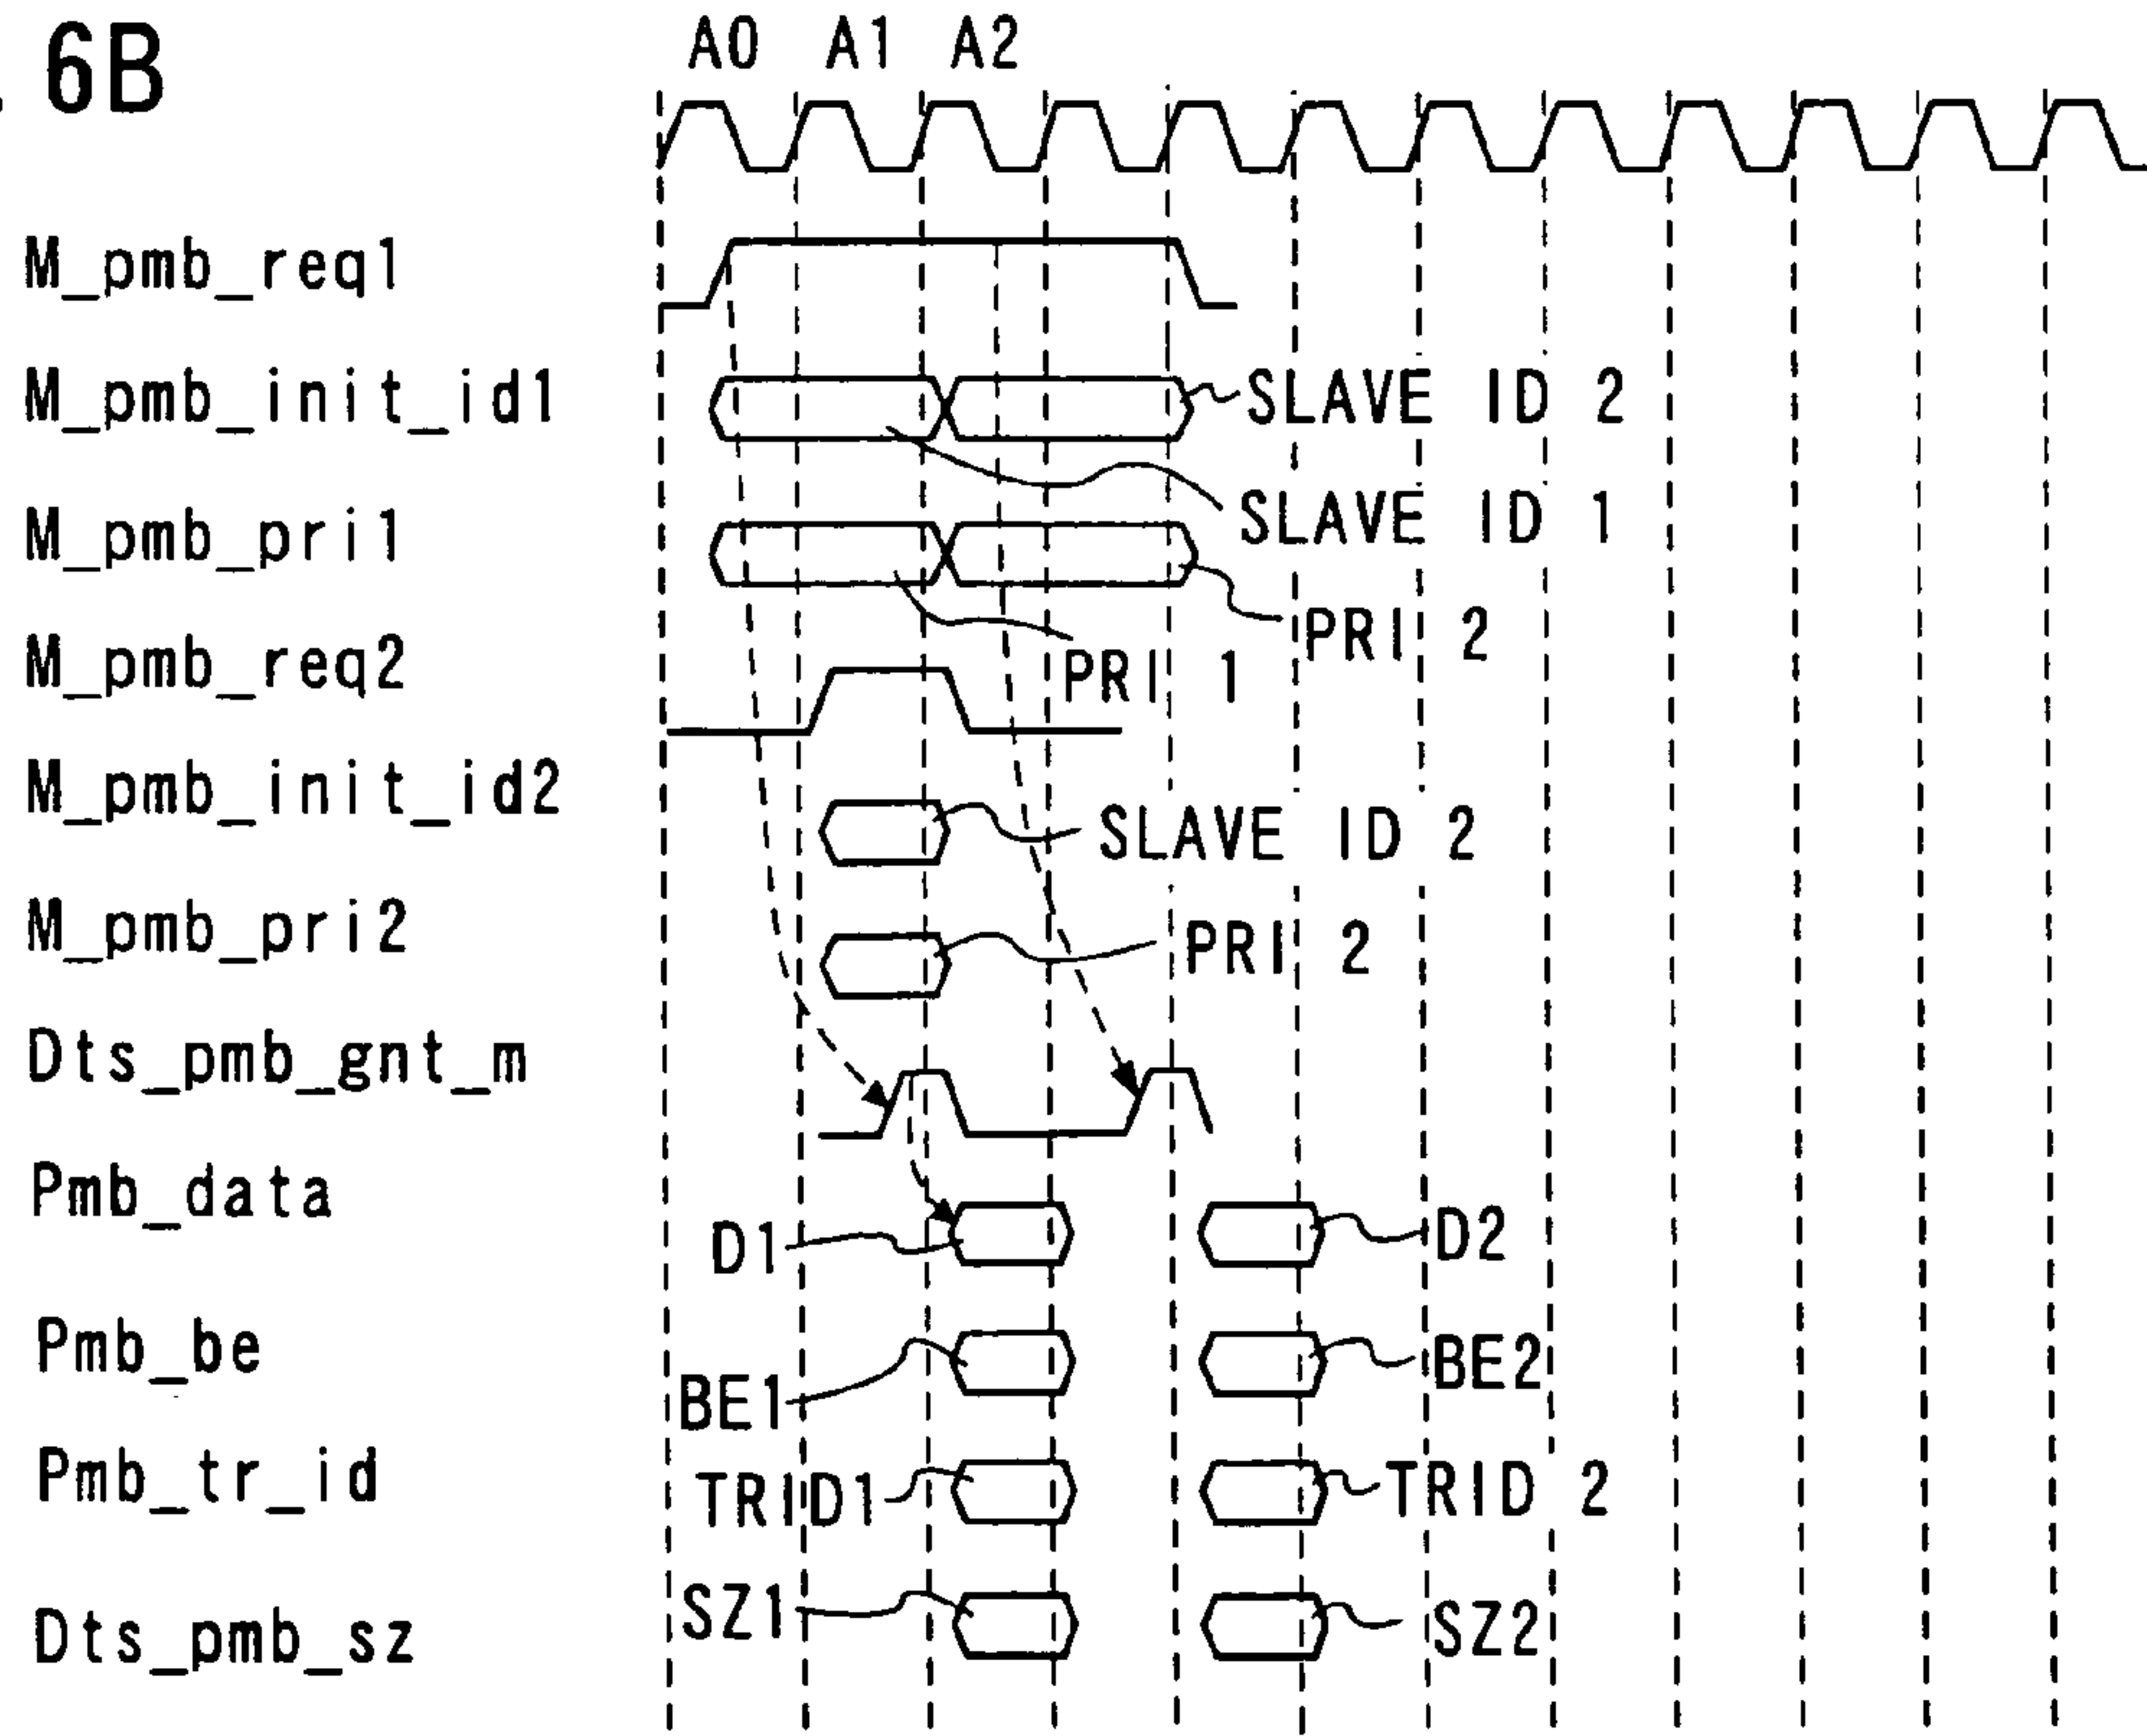 6B
A0 A1 A2
M_pmb_req1
M_pmb_init_id1
SLAVE ID 2
SLAVE ID 1
M_pmb_pri1
PRI 2
M_pmb_req2
PRI 1
M_pmb_init_id2
SLAVE ID 2
M_pmb_pri2
PRI 2
Dts_pmb_gnt_m
Pmb_data
D1
D2
Pmb_be
BE1
BE2
Pmb_tr_id
TRID1
TRID 2
Dts_pmb_sz
SZ1
SZ2